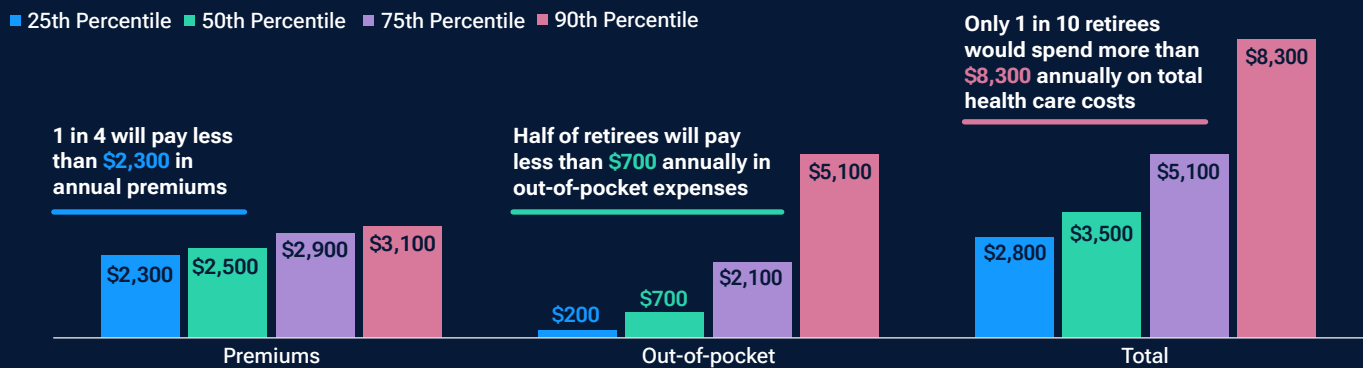 25th Percentile 50th Percentile 75th Percentile 90th Percentile
1 in 4 will pay less
than $2,300 in
annual premiums
$2,300
$2,500
$2,900
$3,100
Premiums
Half of retirees will pay
less than $700 annually in
out-of-pocket expenses
$200
$700
$2,100
$5,100
Out-of-pocket
Only 1 in 10 retirees
would spend more than
$8,300 annually on total
health care costs
$2,800
$3,500
$5,100
$8,300
Total